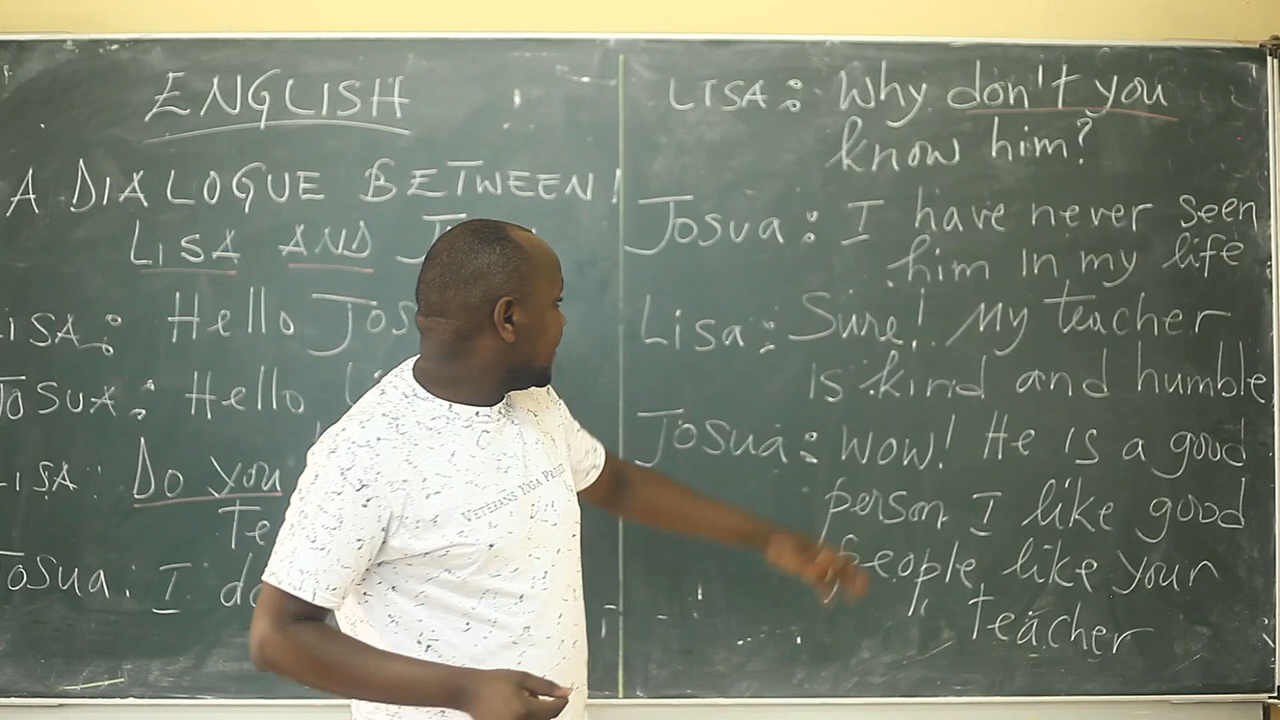 ENGLISH
A DIALOGUE BETWEEN
LISA AND
LISA: Hello
JOSUA: Hello
LISA: Do you
JOSUA: I
LISA: Why don't you
know him?
Josua: I have never seen
him in my life
Lisa: Sure! My teacher
is kind and humble
Josua: wow! He is a good
person I like good
people like your
teacher
VETERANS YOGA